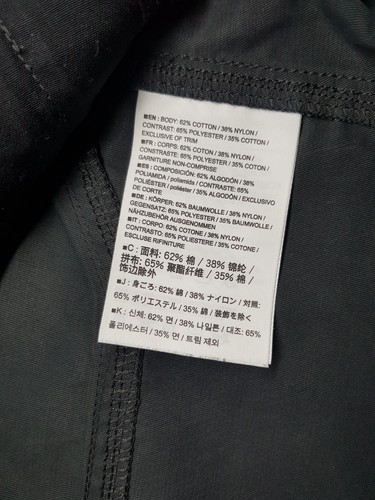 ■EN : BODY: 62% COTTON / 38% NYLON /
CONTRAST: 65% POLYESTER / 35% COTTON /
EXCLUSIVE OF TRIM
■FR : CORPS: 62% COTON / 38% NYLON /
CONTRASTE: 65% POLYESTER / 35% COTON /
GARNITURE NON-COMPRISE
■ES : COMPOSICIÓN: 62% ALGODÓN / 38%
POLIAMIDA / poliamids / CONTRASTE: 65%
POLIÉSTER / poliéster / 35% ALGODÓN / EXCLUSIVO
DE CORTE
■DE : KÖRPER: 62% BAUMWOLLE / 38% NYLON /
GEGENSATZ: 65% POLYESTER / 35% BAUMWOLLE /
NÄHZUBEHÖR AUSGENOMMEN
■IT : CORPO: 62% COTONE / 38% NYLON /
CONTRASTO: 65% POLIESTERE / 35% COTONE /
ESCLUSE RIFINITURE
■C : 面料: 62% 棉 / 38% 锦纶 /
拼布: 65% 聚酯纤维 / 35% 棉 /
饰边除外
■J : 身ごろ: 62% 綿 / 38% ナイロン / 対照:
65% ポリエステル / 35% 綿 / 装飾を除く
■K : 신체: 62% 면 / 38% 나일론 / 대조: 65%
폴리에스터 / 35% 면 / 트림 제외